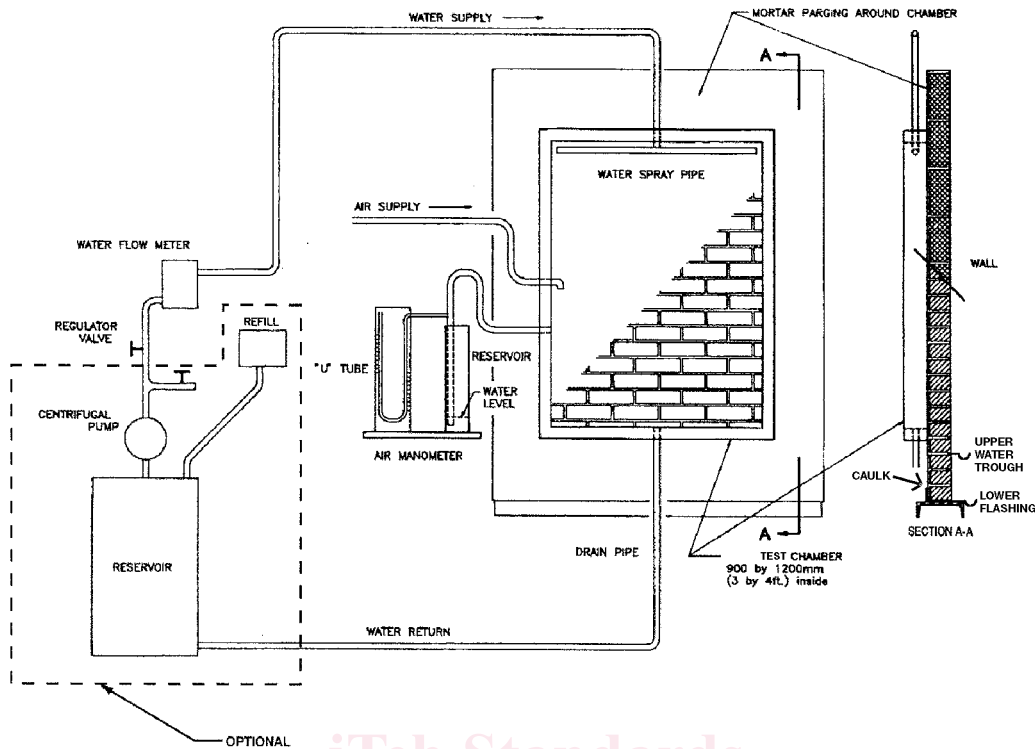 WATER SUPPLY
MORTAR PARGING AROUND CHAMBER
A
WATER SPRAY PIPE
AIR SUPPLY
WATER FLOW METER
WALL
REGULATOR
VALVE
REFILL
"U" TUBE
RESERVOIR
WATER
LEVEL
CENTRIFUGAL
PUMP
AIR MANOMETER
UPPER
WATER
TROUGH
CAULK
LOWER
FLASHING
SECTION A-A
A
DRAIN PIPE
TEST CHAMBER
900 by 1200mm
(3 by 4ft.) inside
RESERVOIR
WATER RETURN
OPTIONAL
iTeh Standards